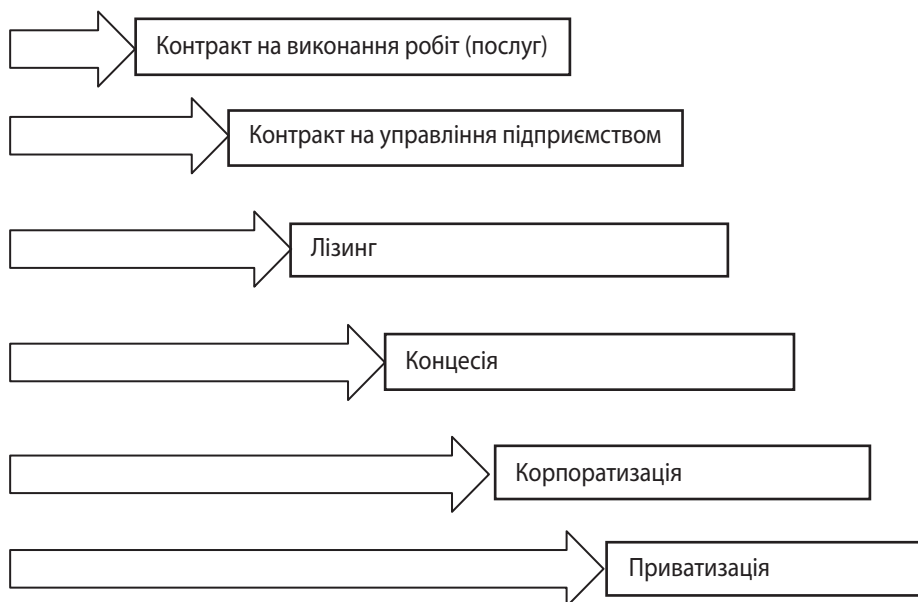 Контракт на виконання робіт (послуг)
Контракт на управління підприємством
Лізинг
Концесія
Корпоратизація
Приватизація